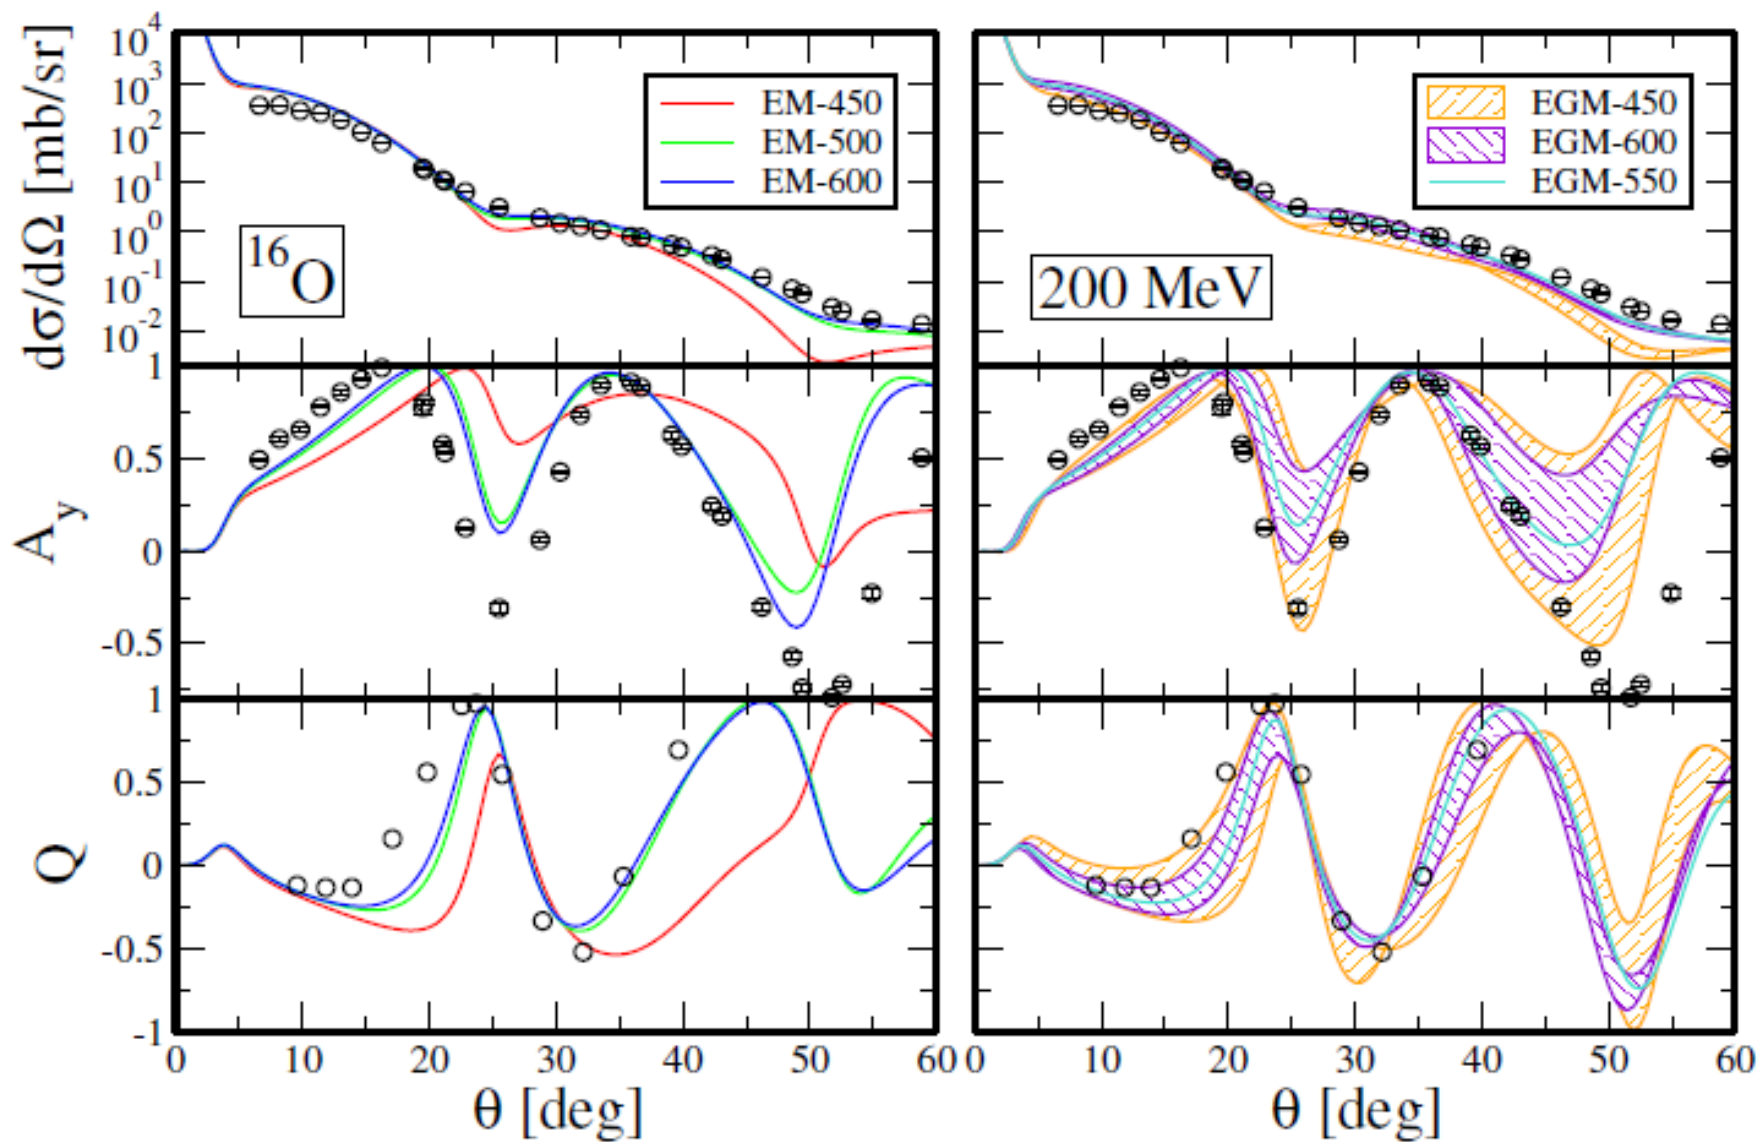 dσ/dΩ [mb/sr]
10^4
10^3
10^2
10^1
10^0
10^-1
10^-2
EM-450
EM-500
EM-600
^16O
EGM-450
EGM-600
EGM-550
200 MeV
A_y
1
0.5
0
-0.5
Q
1
0.5
0
-0.5
-1
0 10 20 30 40 50 60
0 10 20 30 40 50 60
θ [deg]
θ [deg]